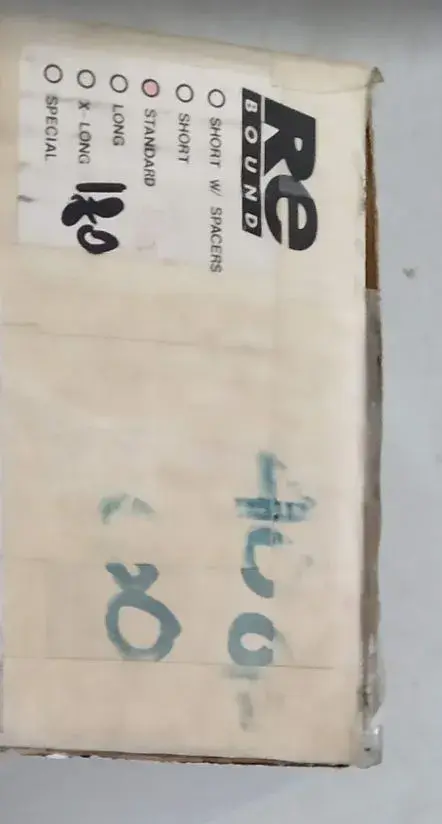 Re
BOUND
SHORT W/ SPACERS
SHORT
STANDARD
LONG
X-LONG
SPECIAL
180